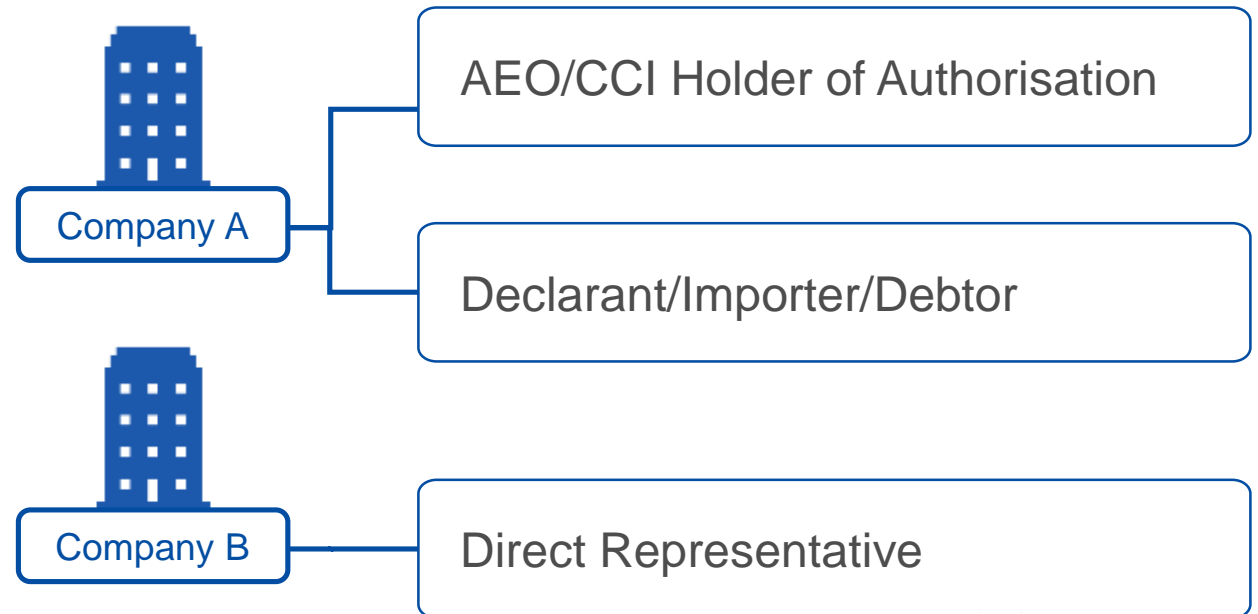 AEO/CCI Holder of Authorisation
Company A
Declarant/Importer/Debtor
Company B
Direct Representative